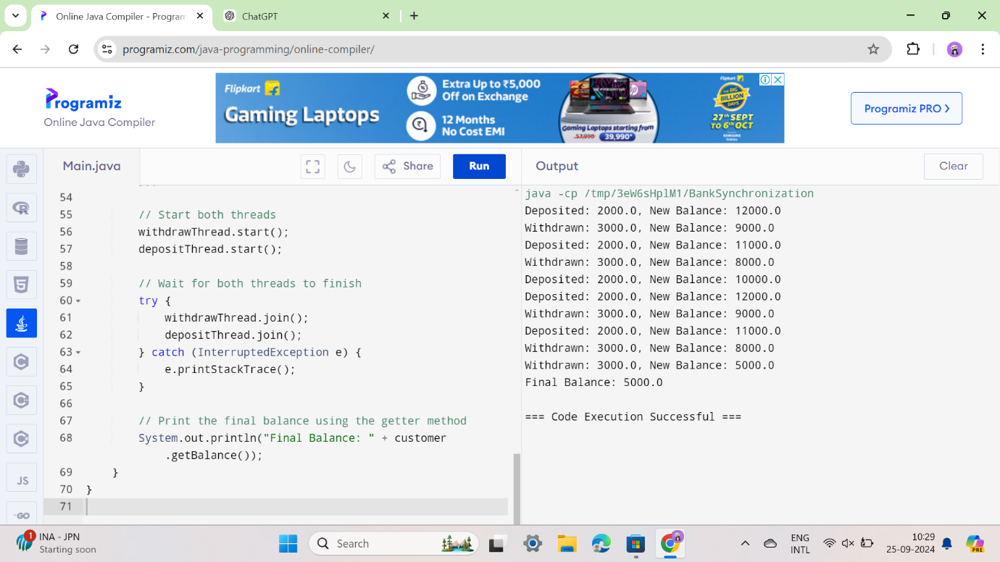 Online Java Compiler - Program
ChatGPT
programiz.com/java-programming/online-compiler/
Programiz
Online Java Compiler
Flipkart
Gaming Laptops
Extra Up to ₹5,000
Off on Exchange
12 Months
No Cost EMI
Gaming Laptops starting from
57,990 39,990*
Flipkart
THE BIG
BILLION
DAYS
27th SEPT
TO 6th OCT
SAMSUNG
Programiz PRO >
Main.java
Share
Run
Output
Clear
54
55 // Start both threads
56 withdrawThread.start();
57 depositThread.start();
58
59 // Wait for both threads to finish
60 try {
61 withdrawThread.join();
62 depositThread.join();
63 } catch (InterruptedException e) {
64 e.printStackTrace();
65 }
66
67 // Print the final balance using the getter method
68 System.out.println("Final Balance: " + customer
.getBalance());
69 }
70 }
71
java -cp /tmp/3eW6sHplM1/BankSynchronization
Deposited: 2000.0, New Balance: 12000.0
Withdrawn: 3000.0, New Balance: 9000.0
Deposited: 2000.0, New Balance: 11000.0
Withdrawn: 3000.0, New Balance: 8000.0
Deposited: 2000.0, New Balance: 10000.0
Deposited: 2000.0, New Balance: 12000.0
Withdrawn: 3000.0, New Balance: 9000.0
Deposited: 2000.0, New Balance: 11000.0
Withdrawn: 3000.0, New Balance: 8000.0
Withdrawn: 3000.0, New Balance: 5000.0
Final Balance: 5000.0
=== Code Execution Successful ===
JS
GO
1
INA - JPN
Starting soon
Search
ENG
INTL
10:29
25-09-2024
PRE